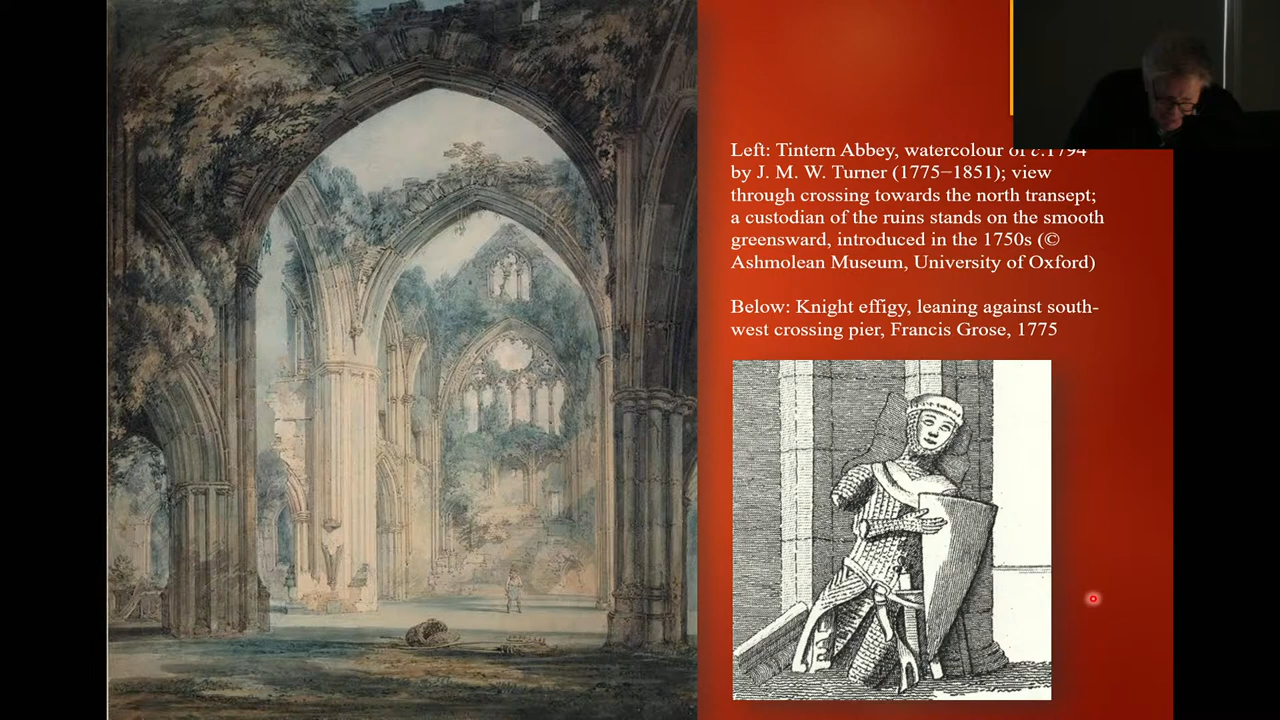 Left: Tintern Abbey, watercolour of c.1794
by J. M. W. Turner (1775–1851); view
through crossing towards the north transept;
a custodian of the ruins stands on the smooth
greensward, introduced in the 1750s (©
Ashmolean Museum, University of Oxford)
Below: Knight effigy, leaning against south-
west crossing pier, Francis Grose, 1775